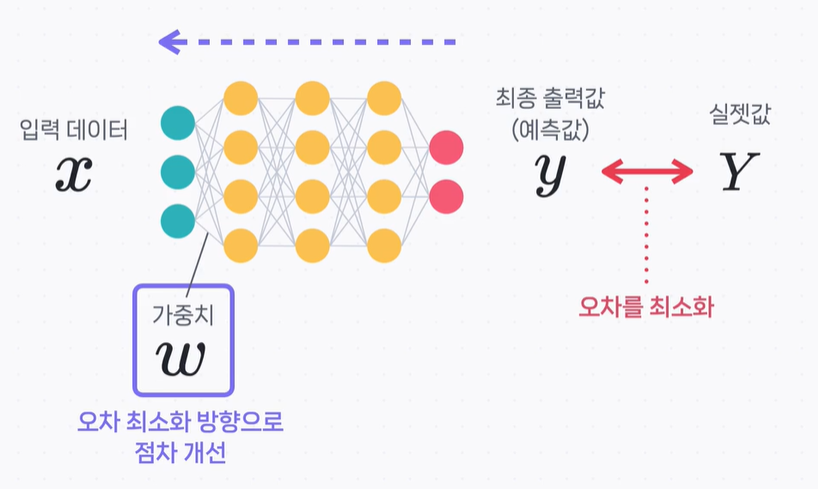 입력 데이터
x
최종 출력값
(예측값)
y
실젯값
Y
오차를 최소화
가중치
w
오차 최소화 방향으로
점차 개선